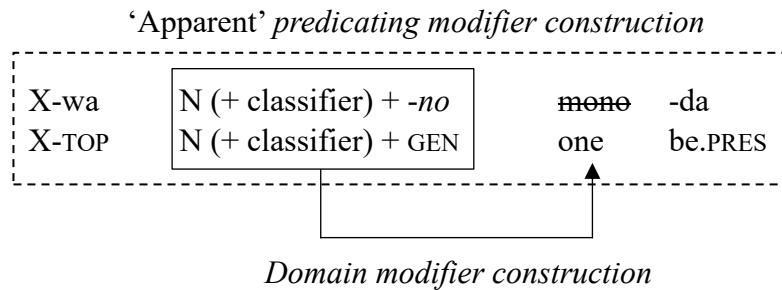 ‘Apparent’ predicating modifier construction
X-wa N (+ classifier) + -no mono -da
X-TOP N (+ classifier) + GEN one be.PRES
Domain modifier construction